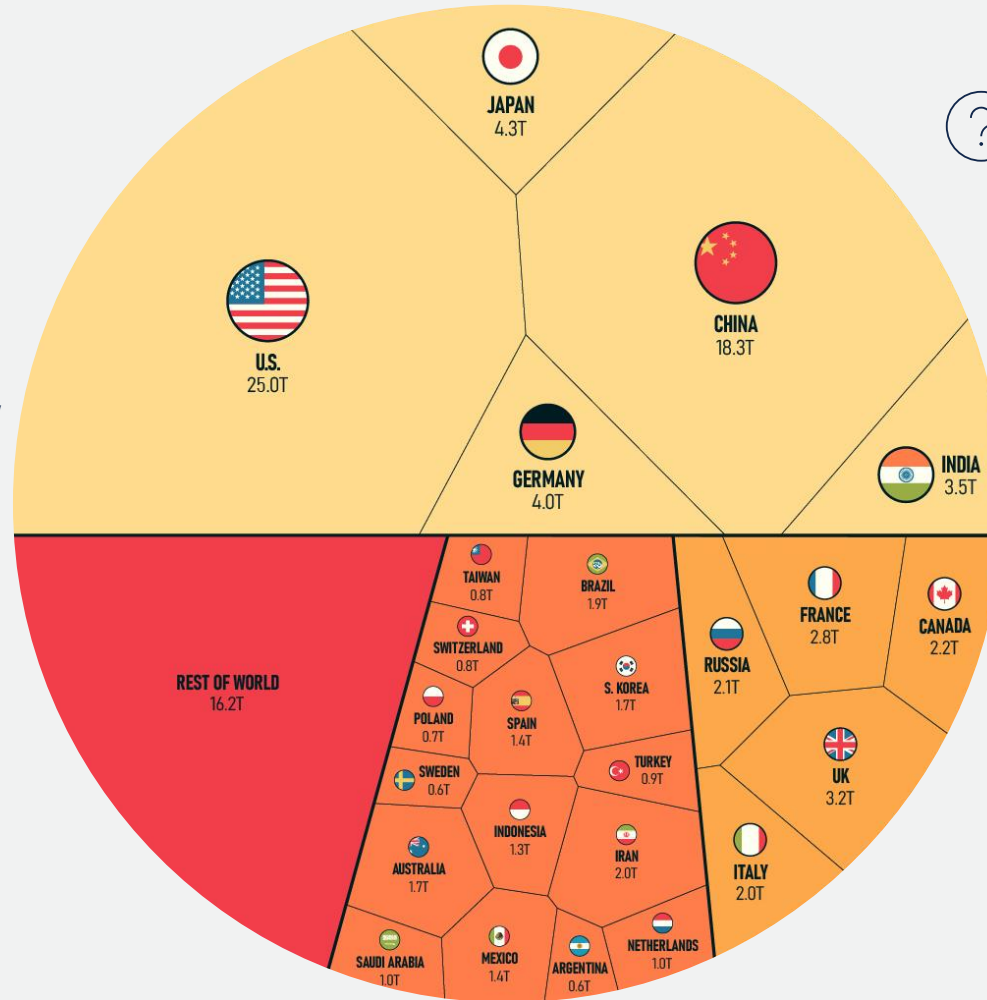 JAPAN
4.3T
?
U.S.
25.0T
CHINA
18.3T
GERMANY
4.0T
INDIA
3.5T
REST OF WORLD
16.2T
TAIWAN
0.8T
BRAZIL
1.9T
SWITZERLAND
0.8T
S. KOREA
1.7T
POLAND
0.7T
SPAIN
1.4T
SWEDEN
0.6T
TURKEY
0.9T
INDONESIA
1.3T
AUSTRALIA
1.7T
IRAN
2.0T
SAUDI ARABIA
1.0T
MEXICO
1.4T
ARGENTINA
0.6T
NETHERLANDS
1.0T
RUSSIA
2.1T
FRANCE
2.8T
CANADA
2.2T
UK
3.2T
ITALY
2.0T